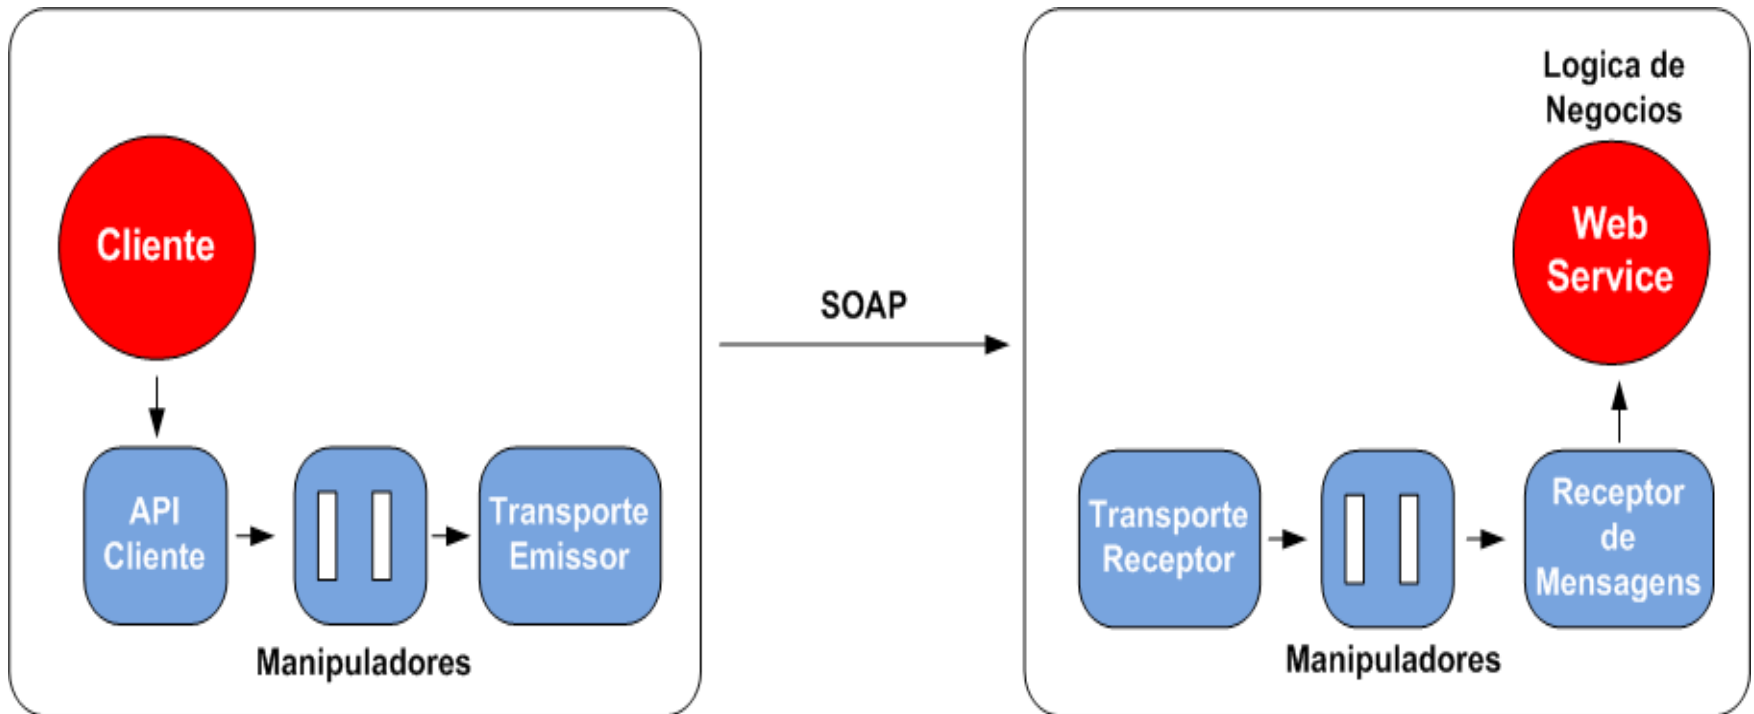 Cliente
API
Cliente
Transporte
Emissor
Manipuladores
SOAP
Logica de
Negocios
Web
Service
Transporte
Receptor
Receptor
de
Mensagens
Manipuladores